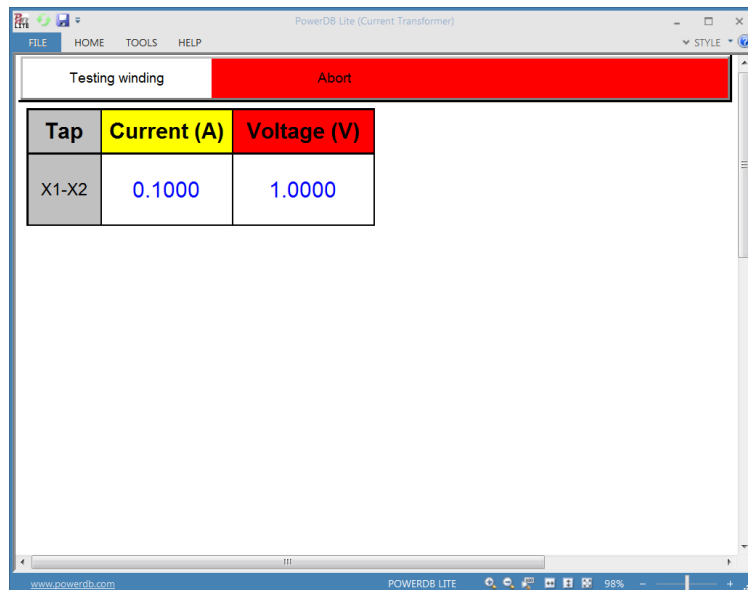 PowerDB Lite (Current Transformer)
FILE HOME TOOLS HELP STYLE
Testing winding Abort
Tap Current (A) Voltage (V)
X1-X2 0.1000 1.0000
www.powerdb.com POWERDB LITE 98%